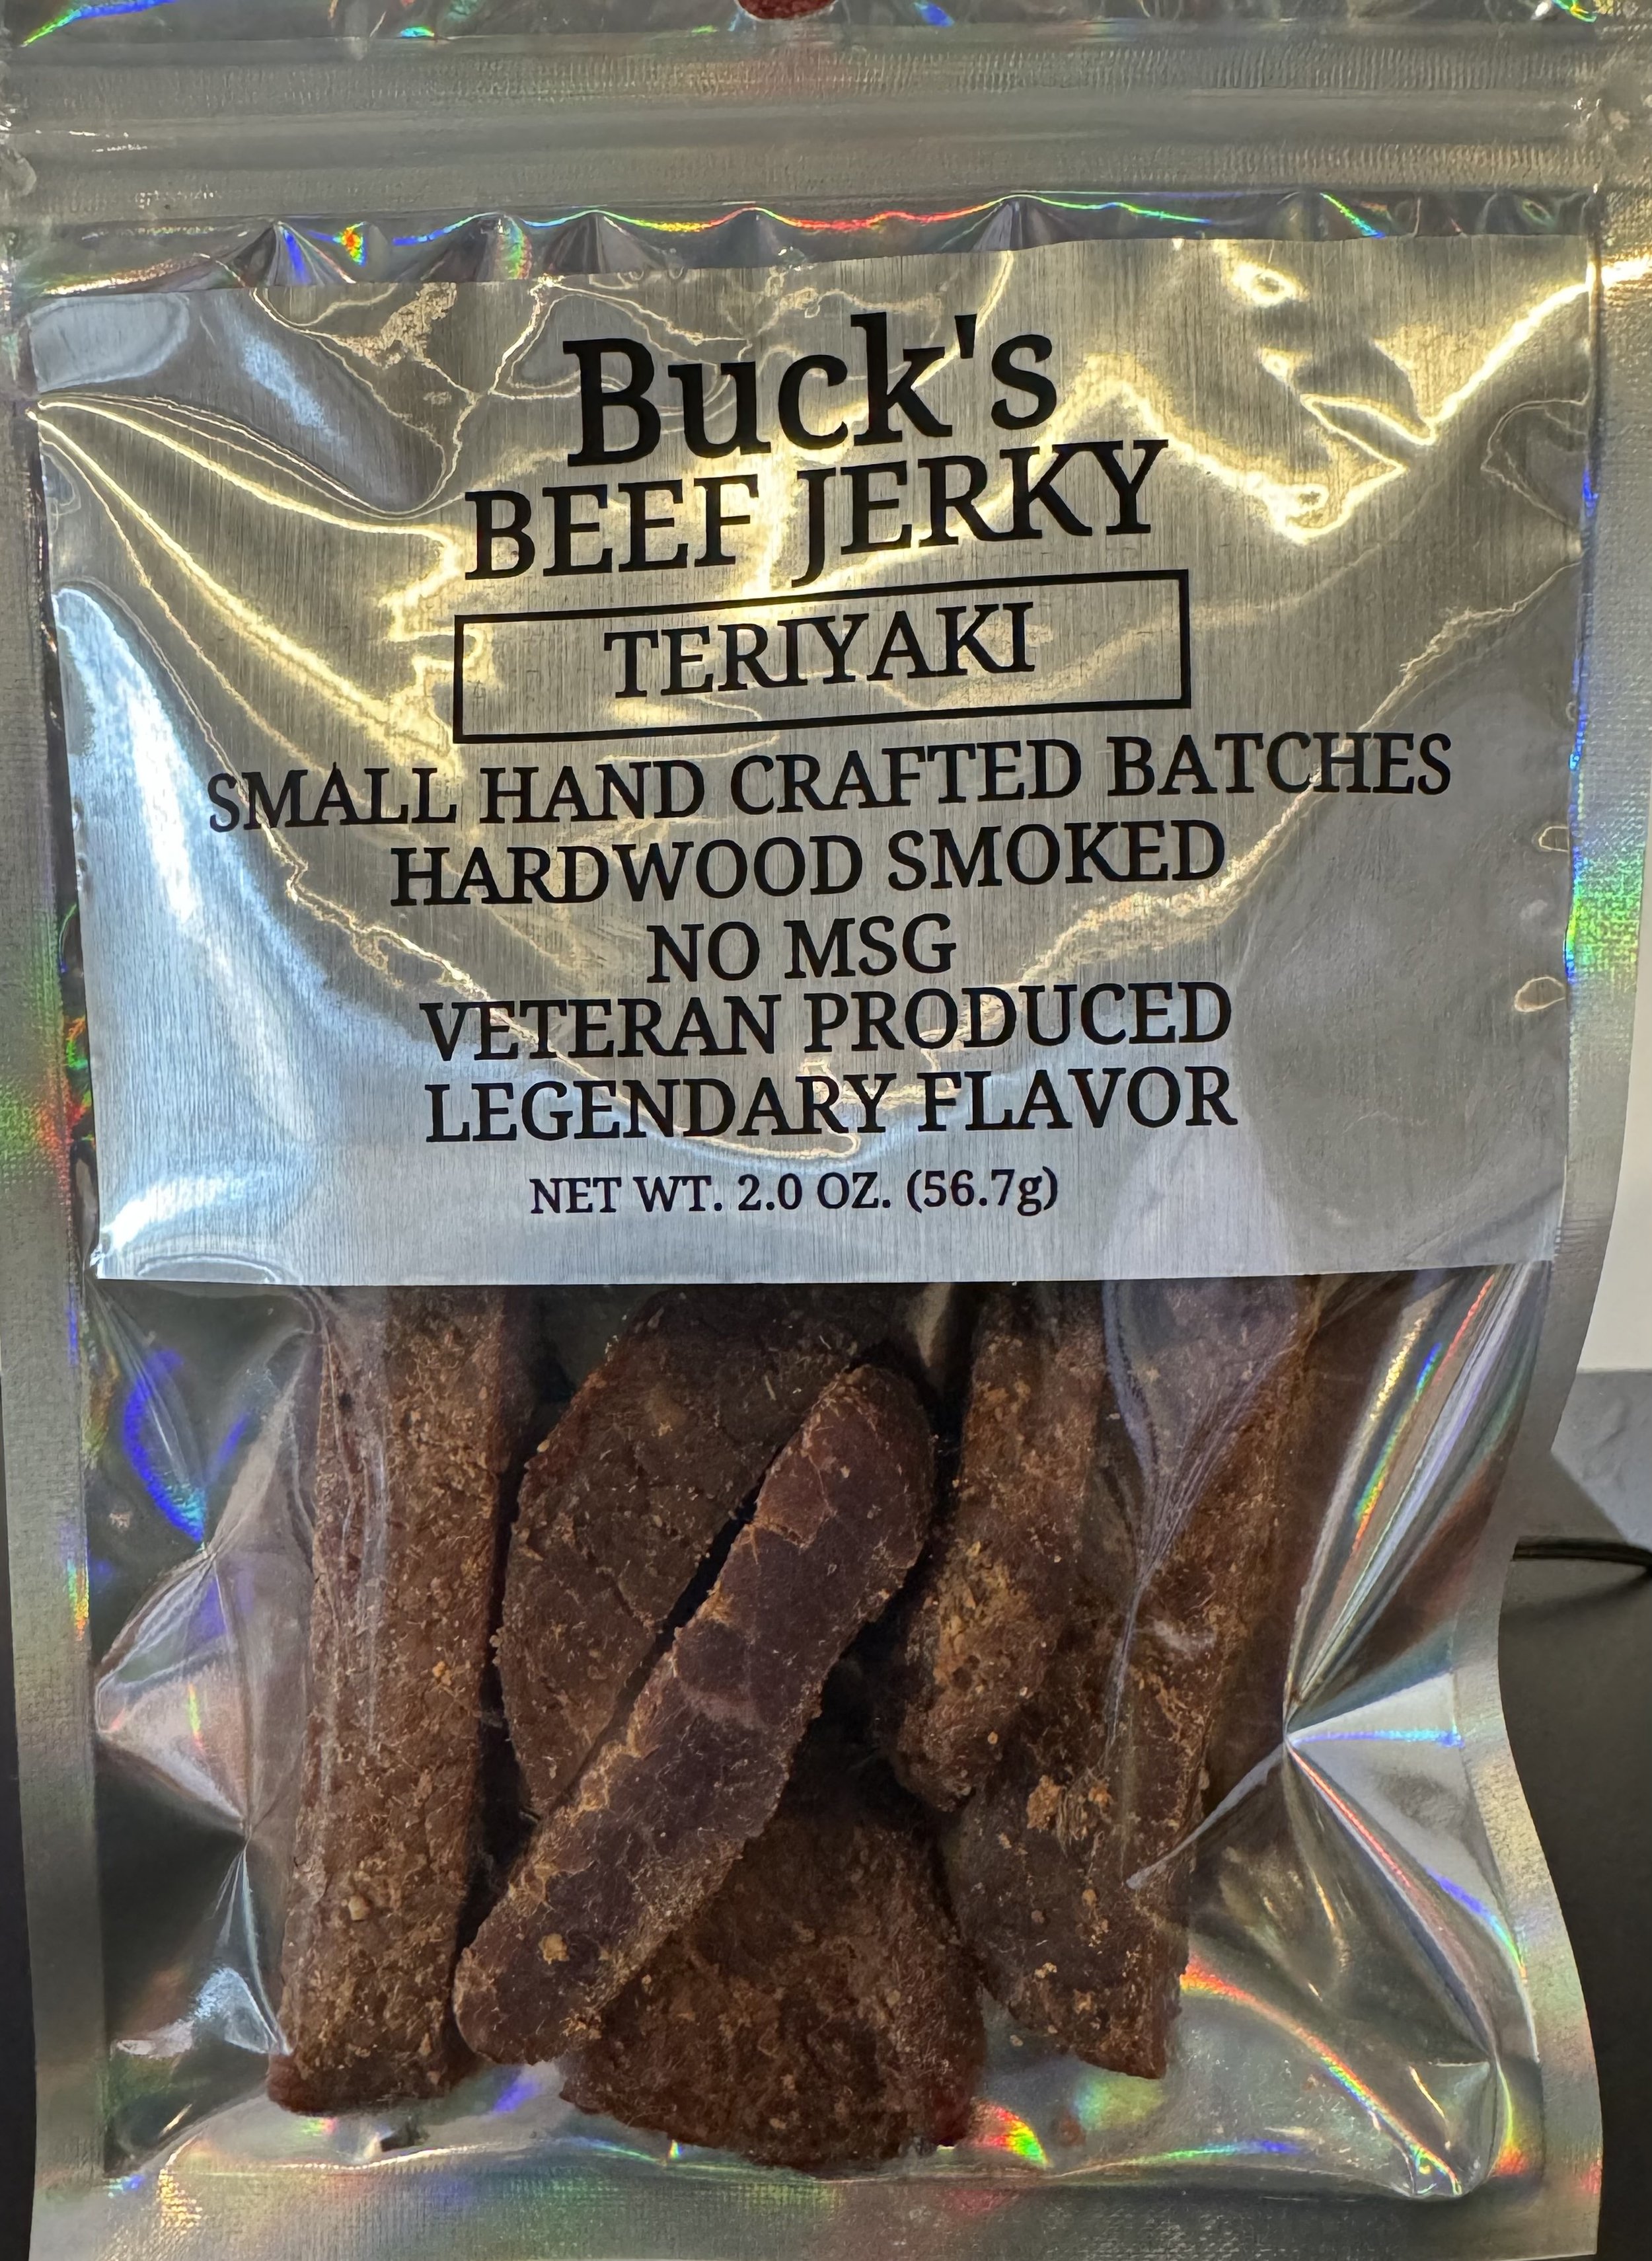 Buck's
BEEF JERKY
TERIYAKI
SMALL HAND CRAFTED BATCHES
HARDWOOD SMOKED
NO MSG
VETERAN PRODUCED
LEGENDARY FLAVOR
NET WT. 2.0 OZ. (56.7g)